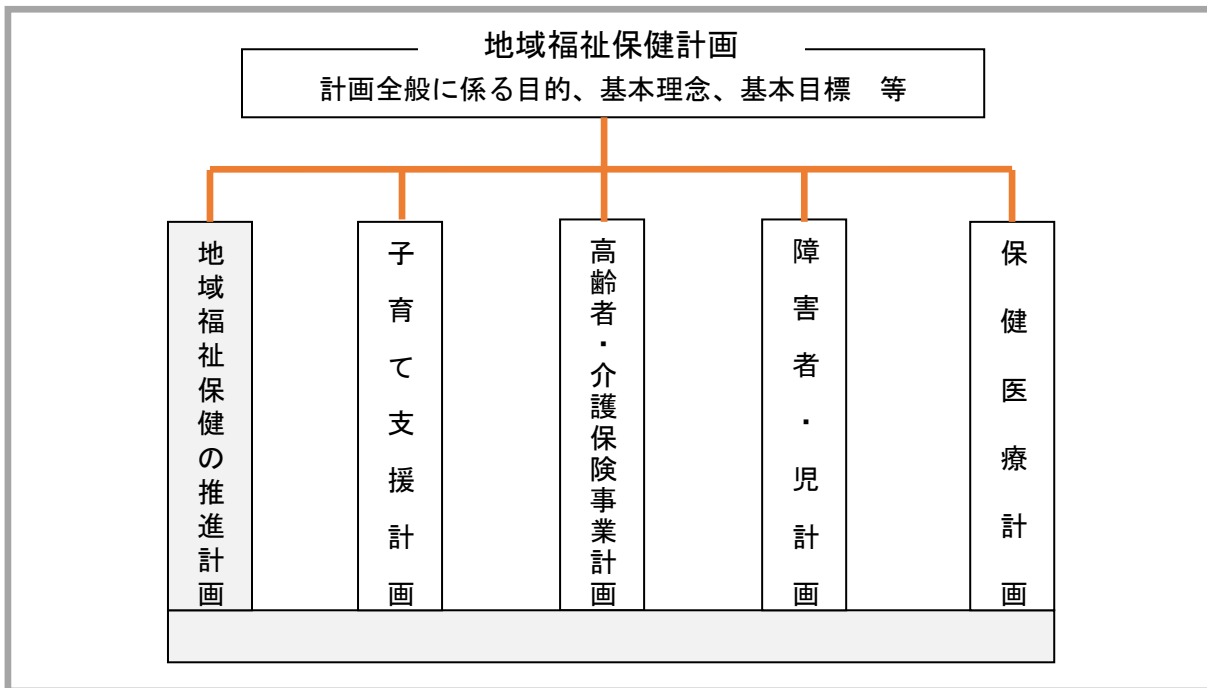 地域福祉保健計画
計画全般に係る目的、基本理念、基本目標　等
地域福祉保健の推進計画
子育て支援計画
高齢者・介護保険事業計画
障害者・児計画
保健医療計画